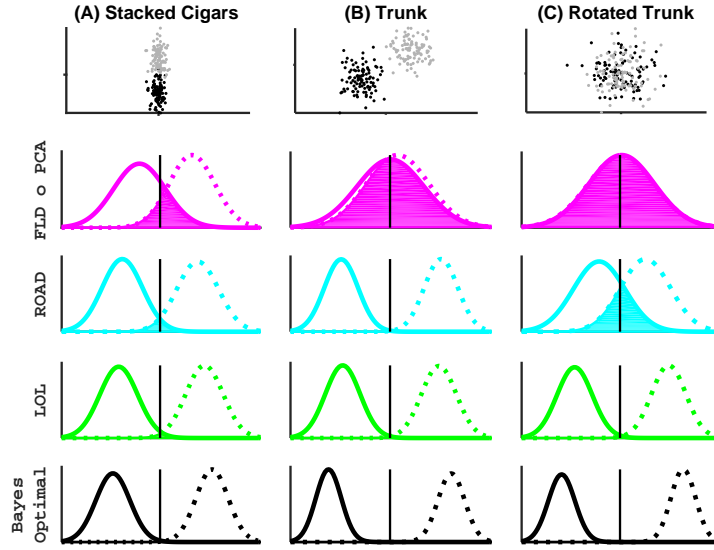 (A) Stacked Cigars
(B) Trunk
(C) Rotated Trunk
FLD o PCA
ROAD
LOL
Bayes
Optimal